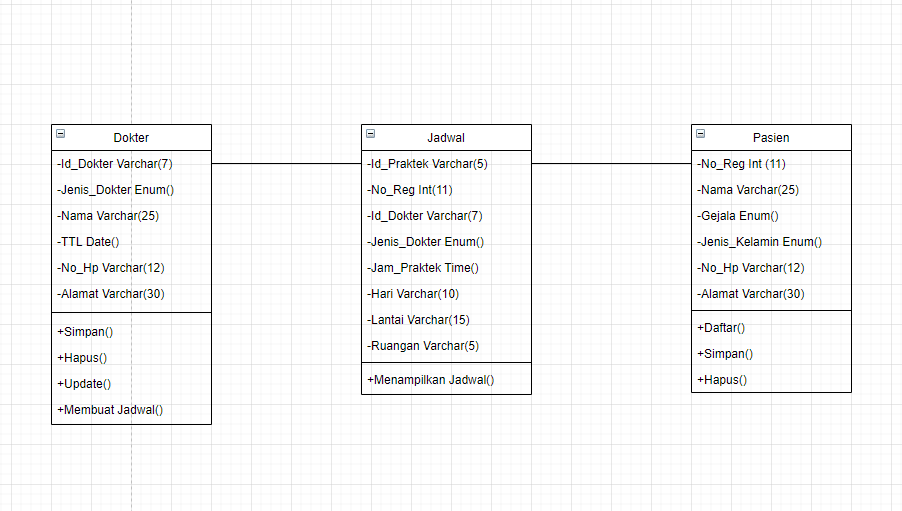 Dokter
-Id_Dokter Varchar(7)
-Jenis_Dokter Enum()
-Nama Varchar(25)
-TTL Date()
-No_Hp Varchar(12)
-Alamat Varchar(30)
+Simpan()
+Hapus()
+Update()
+Membuat Jadwal()
Jadwal
-Id_Praktek Varchar(5)
-No_Reg Int(11)
-Id_Dokter Varchar(7)
-Jenis_Dokter Enum()
-Jam_Praktek Time()
-Hari Varchar(10)
-Lantai Varchar(15)
-Ruangan Varchar(5)
+Menampilkan Jadwal()
Pasien
-No_Reg Int (11)
-Nama Varchar(25)
-Gejala Enum()
-Jenis_Kelamin Enum()
-No_Hp Varchar(12)
-Alamat Varchar(30)
+Daftar()
+Simpan()
+Hapus()